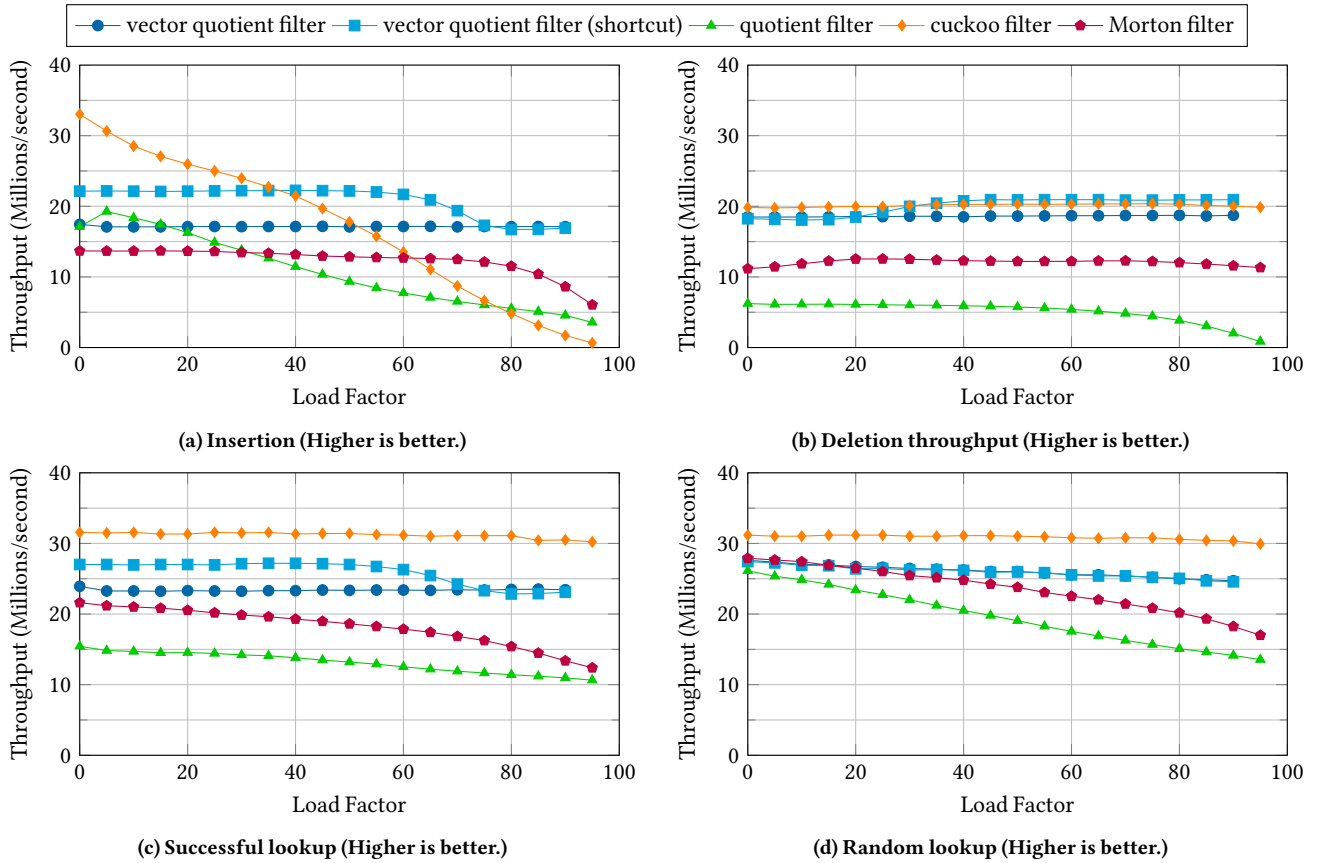 vector quotient filter vector quotient filter (shortcut) quotient filter cuckoo filter Morton filter
40
30
20
10
0
Throughput (Millions/second)
0 20 40 60 80 100
Load Factor
(a) Insertion (Higher is better.)
40
30
20
10
0
Throughput (Millions/second)
0 20 40 60 80 100
Load Factor
(b) Deletion throughput (Higher is better.)
40
30
20
10
0
Throughput (Millions/second)
0 20 40 60 80 100
Load Factor
(c) Successful lookup (Higher is better.)
40
30
20
10
0
Throughput (Millions/second)
0 20 40 60 80 100
Load Factor
(d) Random lookup (Higher is better.)